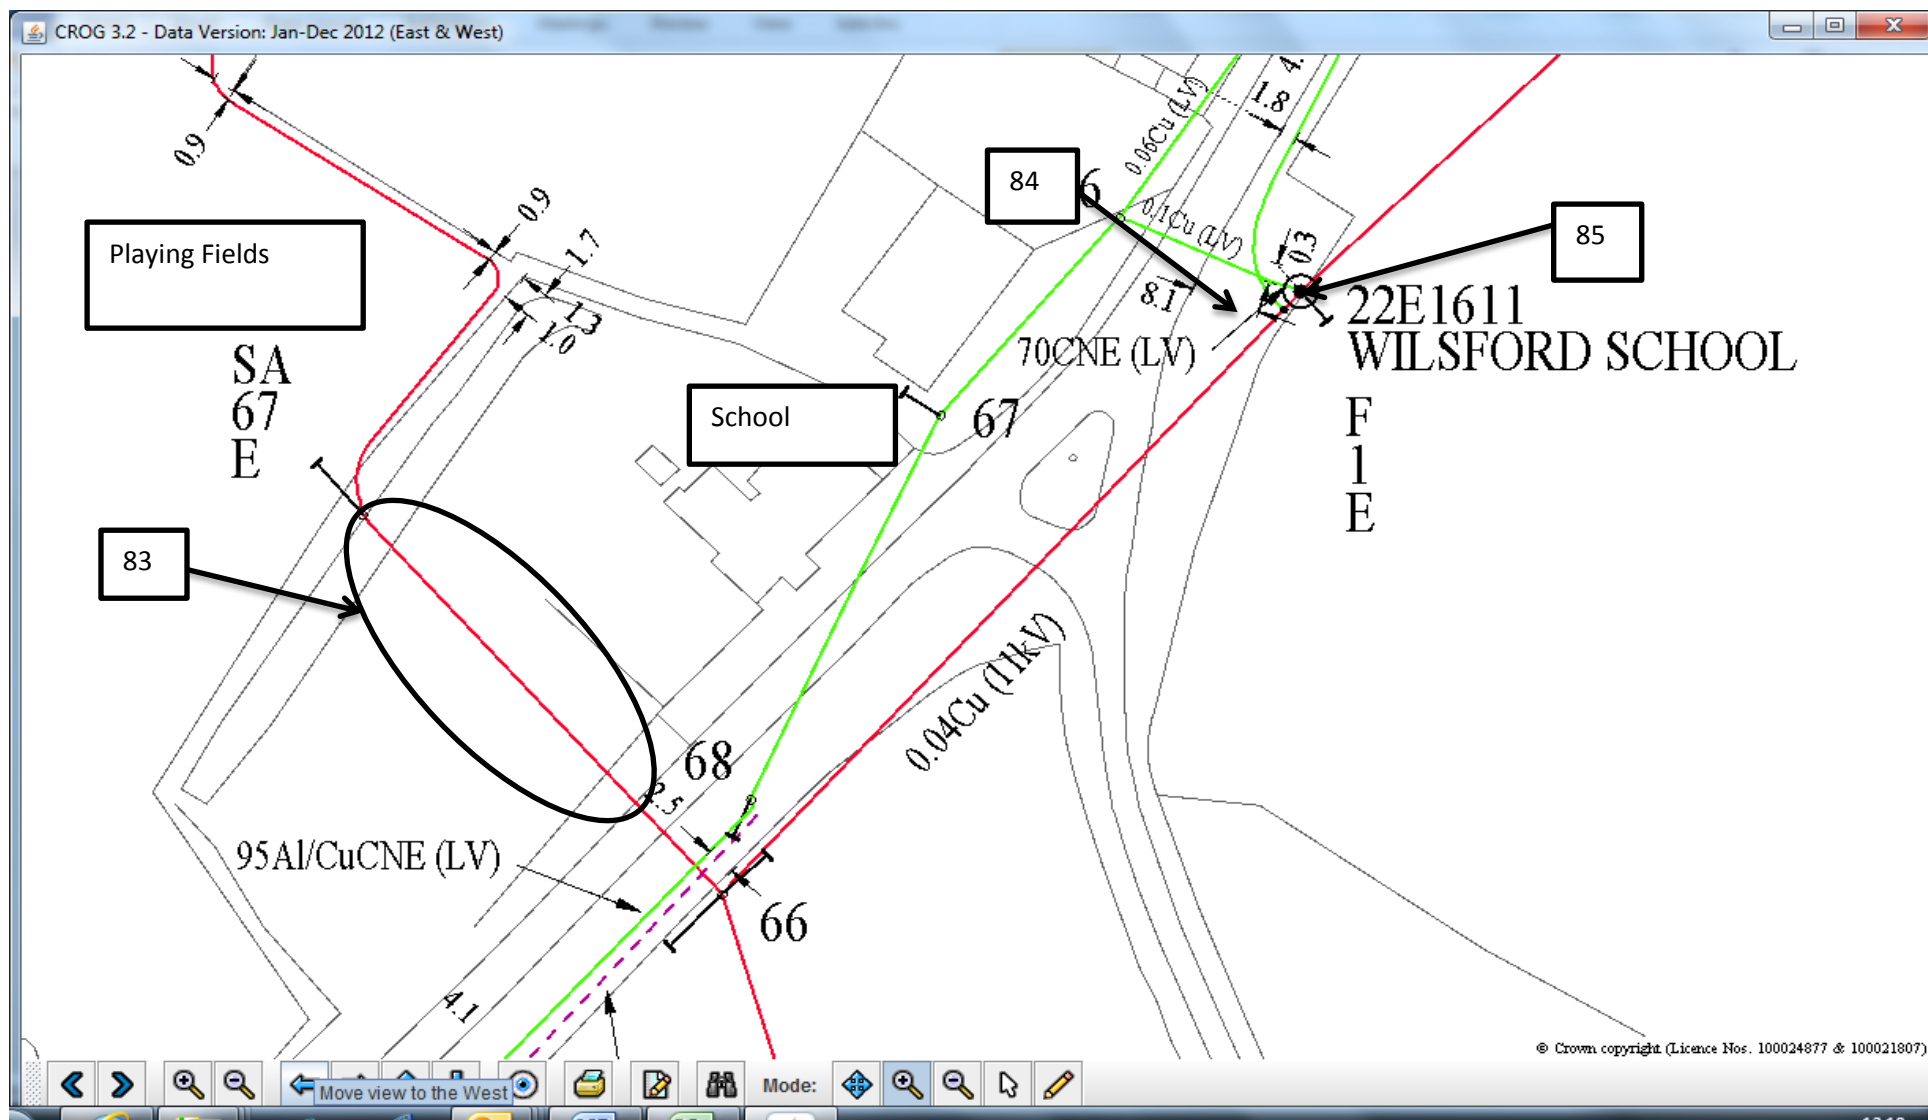 CROG 3.2 - Data Version: Jan-Dec 2012 (East & West)
4.
1.8
0.06Cu (LV)
0.9
84
6
0.9
0.1Cu (LV)
Playing Fields
1.7
0.3
85
8.1
1.3
1.0
22E1611
WILSFORD SCHOOL
70CNE (LV)
SA
67
E
School
67
F
1
E
83
0.04Cu (11kV)
68
2.5
95Al/CuCNE (LV)
66
4.1
© Crown copyright (Licence Nos. 100024877 & 100021807)
Mode:
Move view to the West